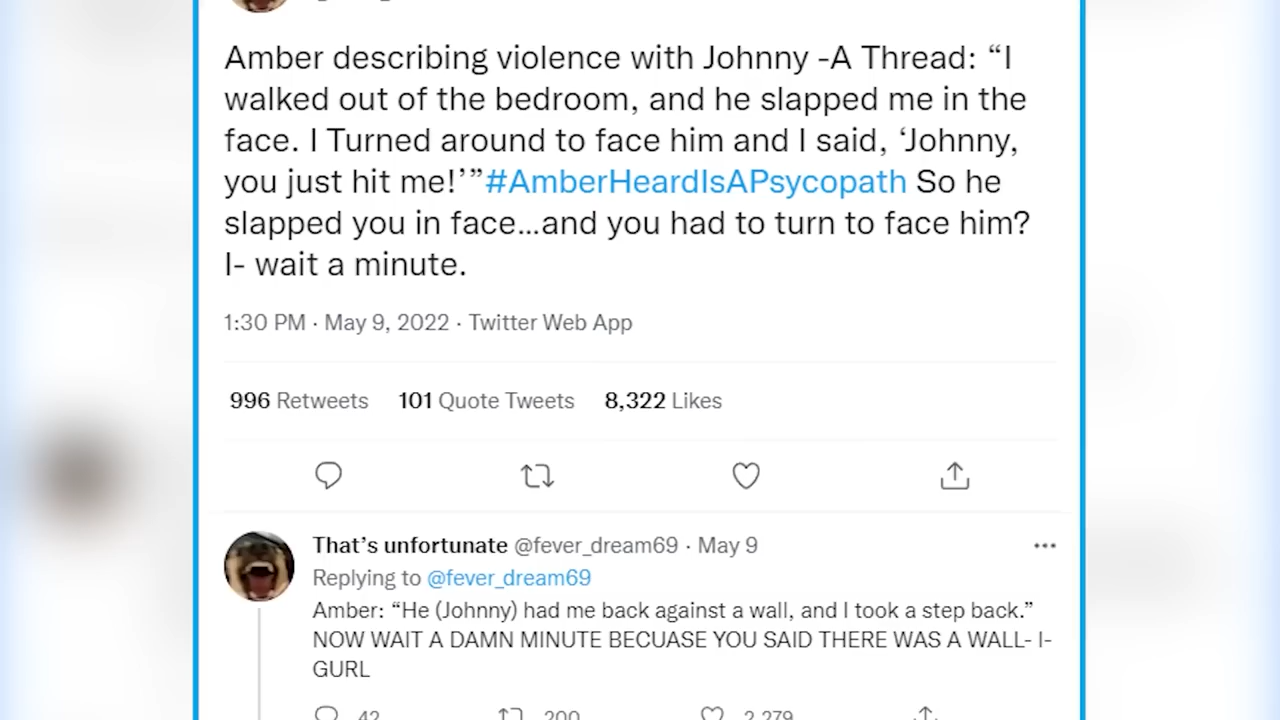 Amber describing violence with Johnny -A Thread: “I
walked out of the bedroom, and he slapped me in the
face. I Turned around to face him and I said, ‘Johnny,
you just hit me!’”#AmberHeardIsAPsycopath So he
slapped you in face...and you had to turn to face him?
I- wait a minute.
1:30 PM · May 9, 2022 · Twitter Web App
996 Retweets 101 Quote Tweets 8,322 Likes
That’s unfortunate @fever_dream69 · May 9
Replying to @fever_dream69
Amber: “He (Johnny) had me back against a wall, and I took a step back.”
NOW WAIT A DAMN MINUTE BECUASE YOU SAID THERE WAS A WALL- I-
GURL
42 200 2,279